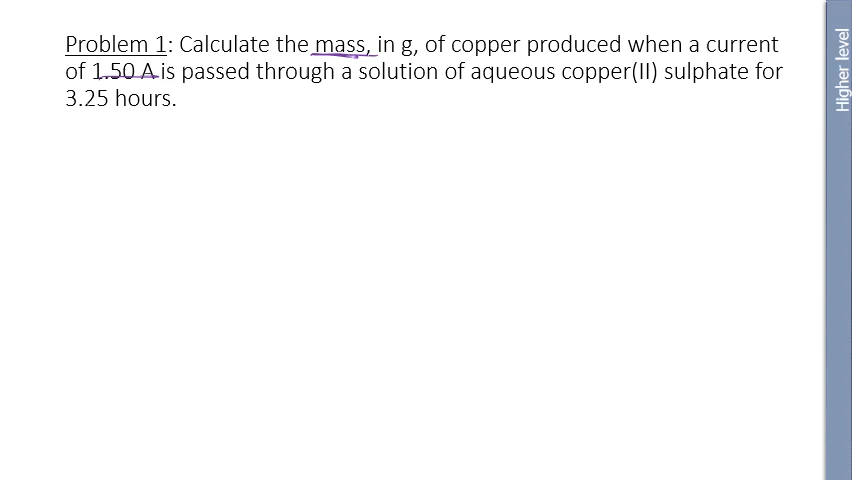 Problem 1: Calculate the mass, in g, of copper produced when a current
of 1.50 A is passed through a solution of aqueous copper(II) sulphate for
3.25 hours.
Higher level